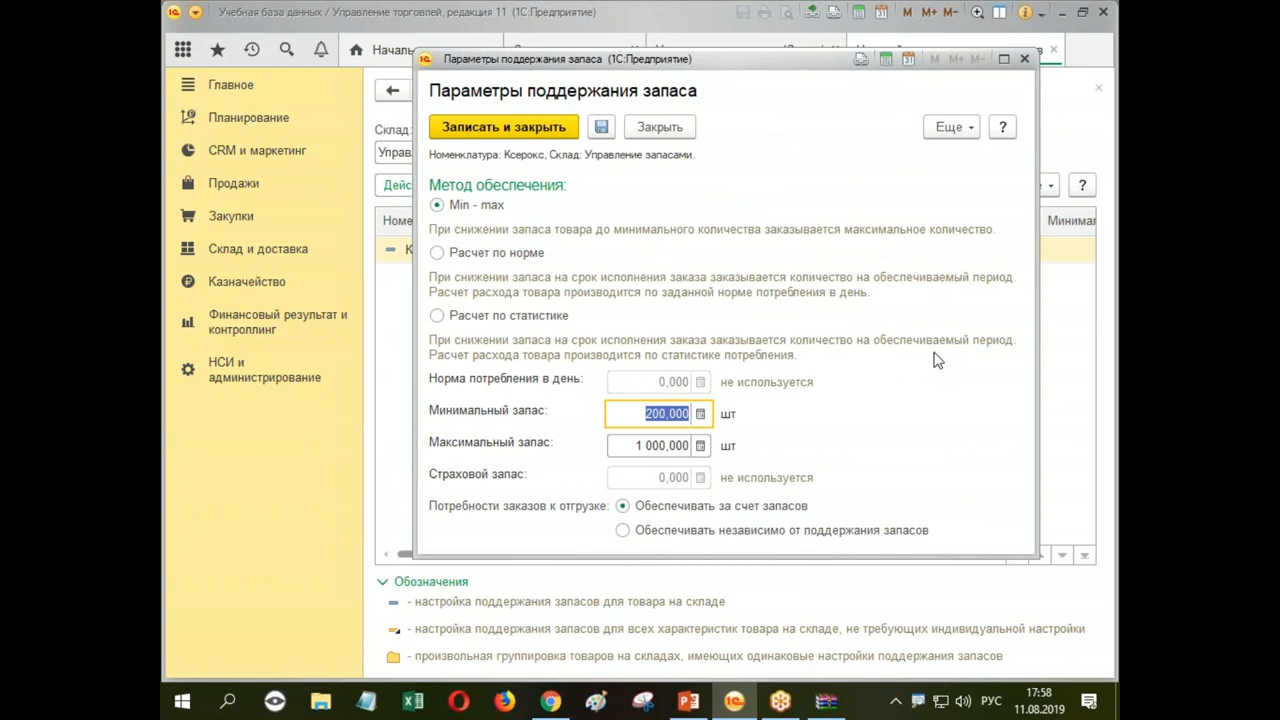 Учебная база данных / Управление торговлей, редакция 11 (1С:Предприятие)
M M+ M-
Параметры поддержания запаса (1С:Предприятие)
M M+ M-
Главное
Планирование
CRM и маркетинг
Продажи
Закупки
Склад и доставка
Казначейство
Финансовый результат и
контроллинг
НСИ и
администрирование
Склад:
?
Параметры поддержания запаса
Записать и закрыть
Закрыть
Еще
?
Номенклатура: Ксерокс, Склад: Управление запасами.
Метод обеспечения:
Min - max
При снижении запаса товара до минимального количества заказывается максимальное количество.
Расчет по норме
При снижении запаса на срок исполнения заказа заказывается количество на обеспечиваемый период.
Расчет расхода товара производится по заданной норме потребления в день.
Расчет по статистике
При снижении запаса на срок исполнения заказа заказывается количество на обеспечиваемый период.
Расчет расхода товара производится по статистике потребления.
Норма потребления в день: 0,000 не используется
Минимальный запас: 200,000 шт
Максимальный запас: 1 000,000 шт
Страховой запас: 0,000 не используется
Потребности заказов к отгрузке: Обеспечивать за счет запасов
Обеспечивать независимо от поддержания запасов
Обозначения
- настройка поддержания запасов для товара на складе
- настройка поддержания запасов для всех характеристик товара на складе, не требующих индивидуальной настройки
- произвольная группировка товаров на складах, имеющих одинаковые настройки поддержания запасов
РУС
17:58
11.08.2019